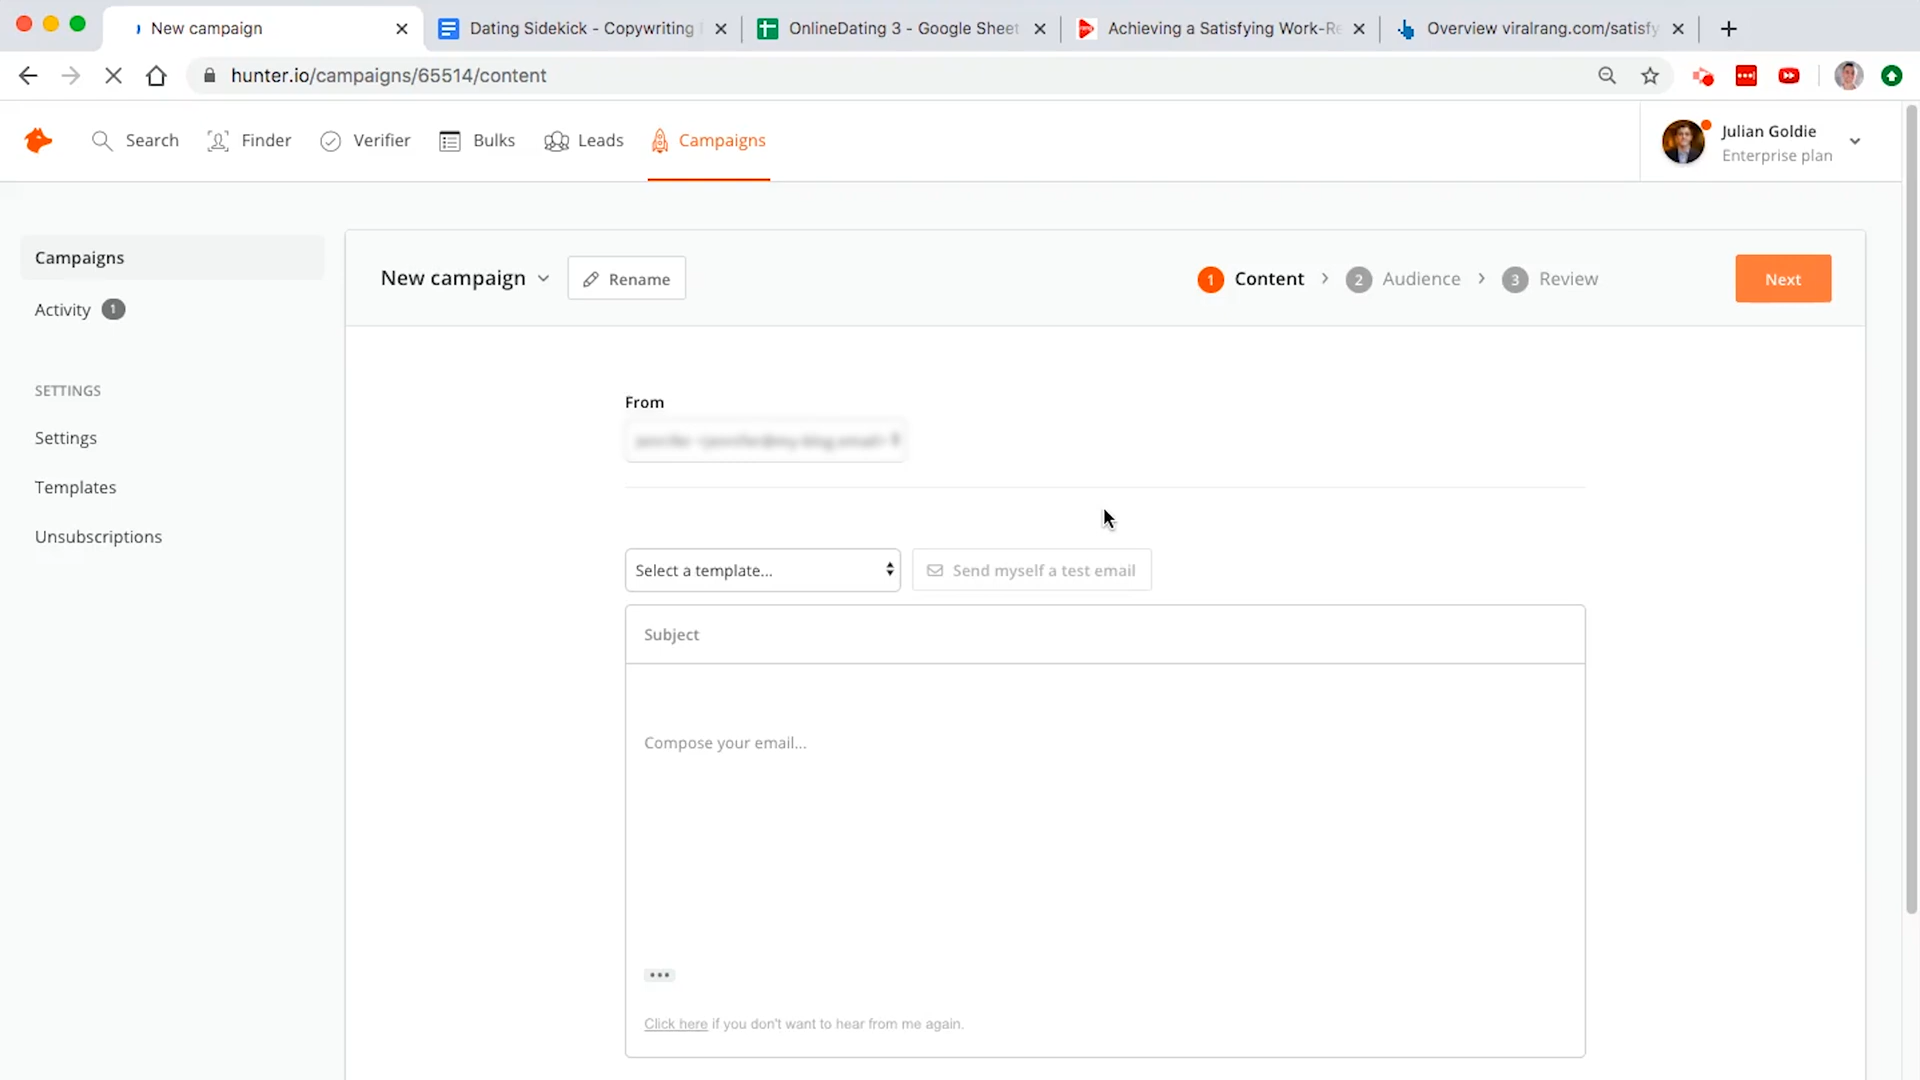 New campaign
Dating Sidekick - Copywriting
OnlineDating 3 - Google Sheet
Achieving a Satisfying Work-Re
Overview viralrang.com/satisfy
hunter.io/campaigns/65514/content
Search
Finder
Verifier
Bulks
Leads
Campaigns
Julian Goldie
Enterprise plan
Campaigns
Activity 1
SETTINGS
Settings
Templates
Unsubscriptions
New campaign
Rename
1 Content
2 Audience
3 Review
Next
From
Select a template...
Send myself a test email
Subject
Compose your email...
Click here if you don't want to hear from me again.